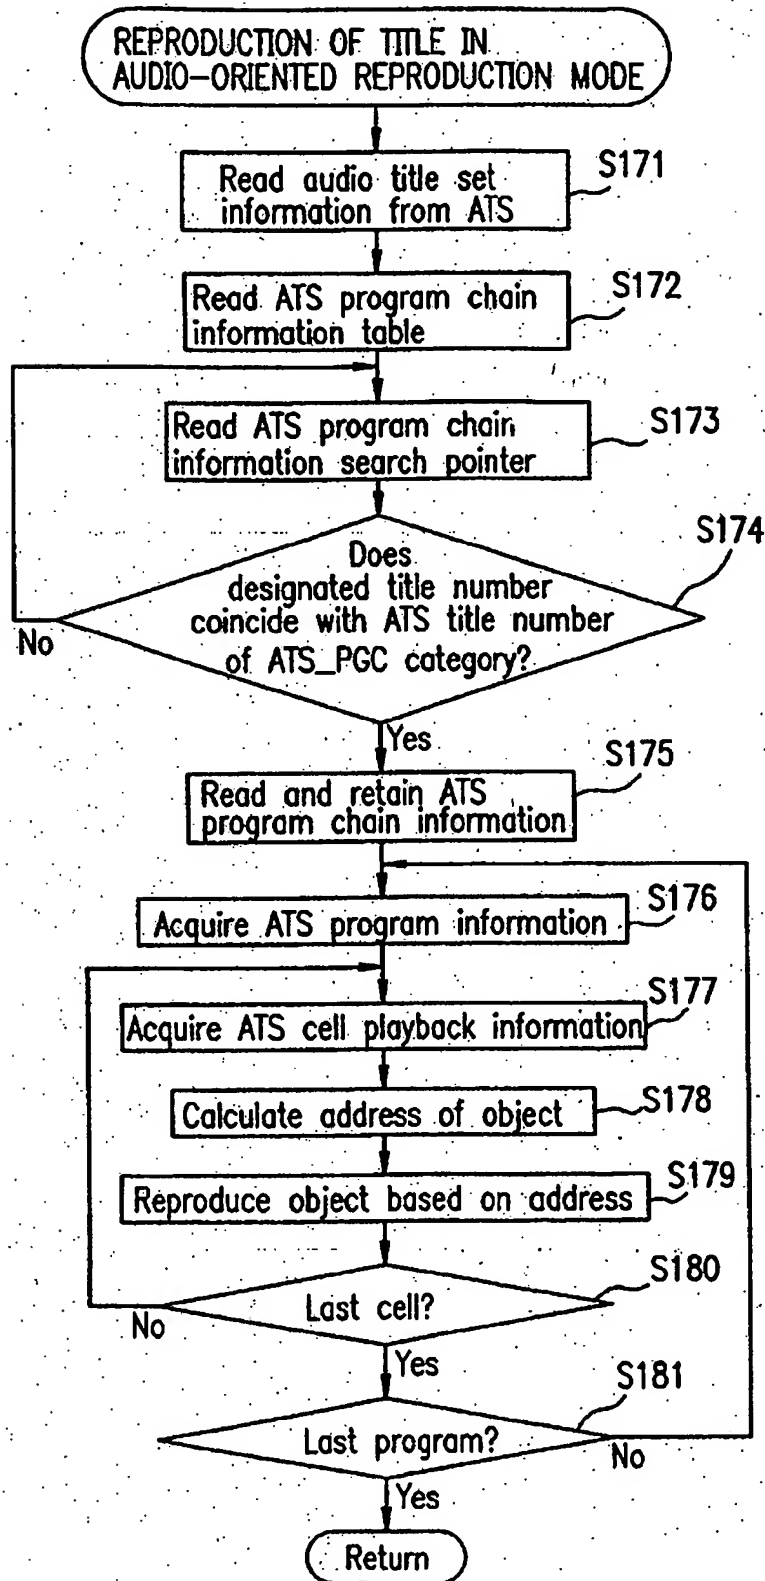 REPRODUCTION OF TITLE IN
AUDIO-ORIENTED REPRODUCTION MODE
S171
Read audio title set
information from ATS
S172
Read ATS program chain
information table
S173
Read ATS program chain
information search pointer
S174
Does
designated title number
coincide with ATS title number
of ATS_PGC category?
No
Yes
S175
Read and retain ATS
program chain information
S176
Acquire ATS program information
S177
Acquire ATS cell playback information
S178
Calculate address of object
S179
Reproduce object based on address
S180
Last cell?
No
Yes
S181
Last program?
No
Yes
Return